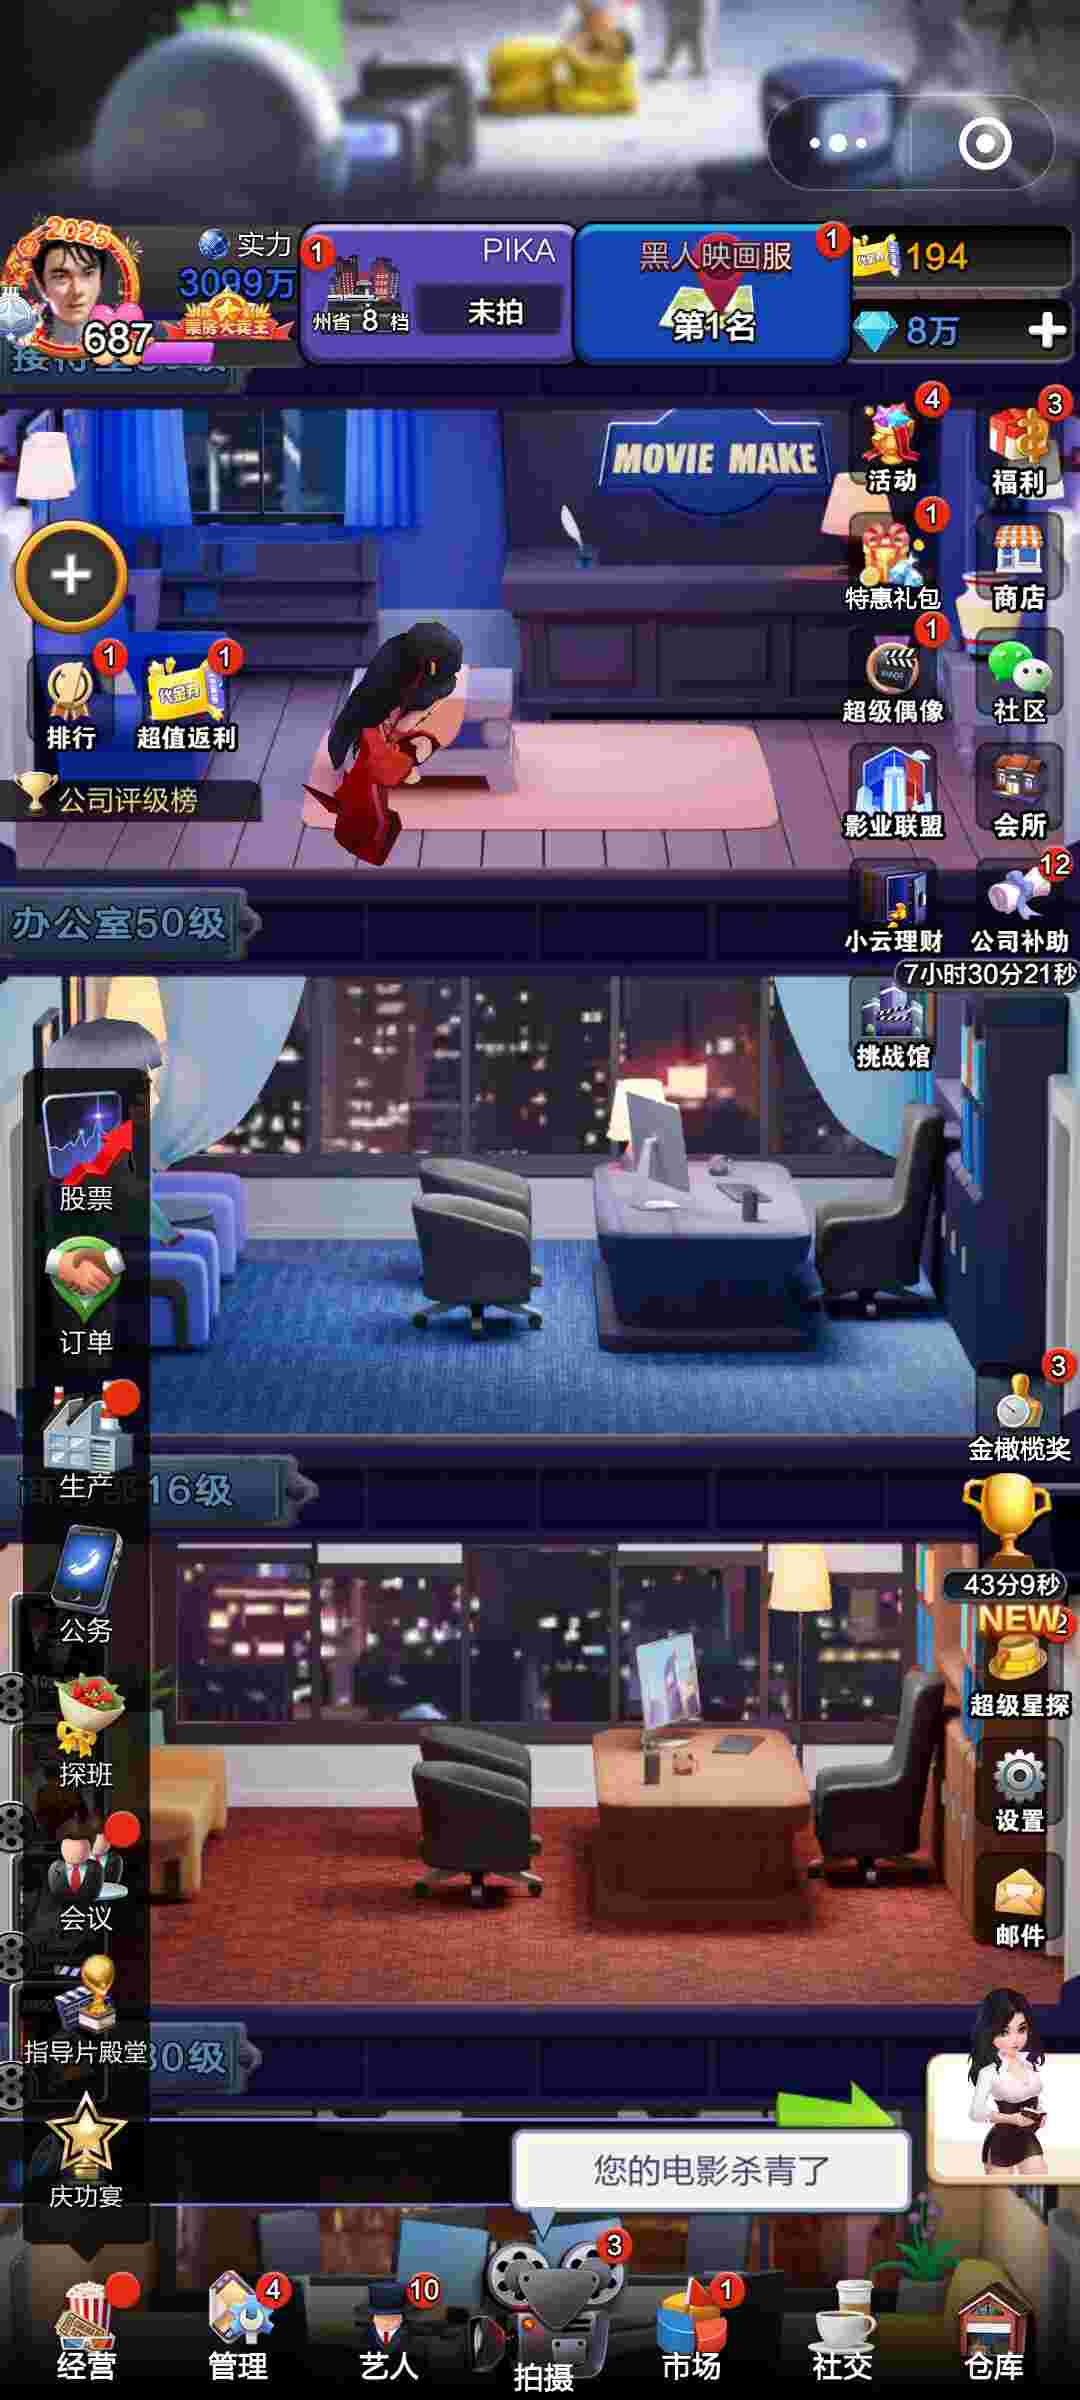 2025
实力
3099万
687
票房大卖王
1
PIKA
州省 8 档
未拍
1
黑人映画服
第1名
代金券
194
8万
MOVIE MAKE
4
活动
3
福利
1
特惠礼包
商店
1
超级偶像
社区
1
排行
1
代金券
超值返利
公司评级榜
影业联盟
会所
办公室50级
小云理财
12
公司补助
7小时30分21秒
挑战馆
股票
订单
生产
16级
公务
探班
会议
指导片殿堂
30级
庆功宴
3
金橄榄奖
43分9秒
NEW
2
超级星探
设置
邮件
您的电影杀青了
经营
4
管理
10
艺人
3
拍摄
1
市场
社交
仓库